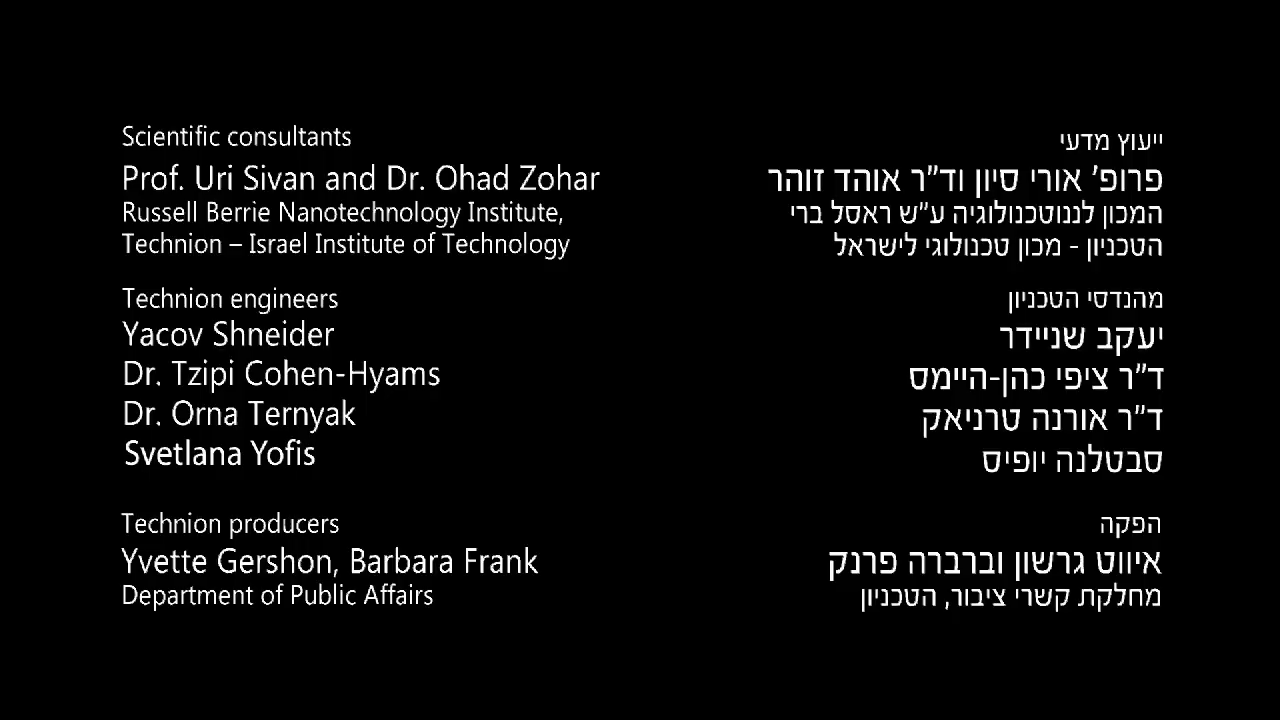 Scientific consultants
Prof. Uri Sivan and Dr. Ohad Zohar
Russell Berrie Nanotechnology Institute,
Technion – Israel Institute of Technology
Technion engineers
Yacov Shneider
Dr. Tzipi Cohen-Hyams
Dr. Orna Ternyak
Svetlana Yofis
Technion producers
Yvette Gershon, Barbara Frank
Department of Public Affairs
ייעוץ מדעי
פרופ' אורי סיון וד"ר אוהד זוהר
המכון לננוטכנולוגיה ע"ש ראסל ברי
הטכניון - מכון טכנולוגי לישראל
מהנדסי הטכניון
יעקב שניידר
ד"ר ציפי כהן-היימס
ד"ר אורנה טרניאק
סבטלנה יופיס
הפקה
איווט גרשון וברברה פרנק
מחלקת קשרי ציבור, הטכניון